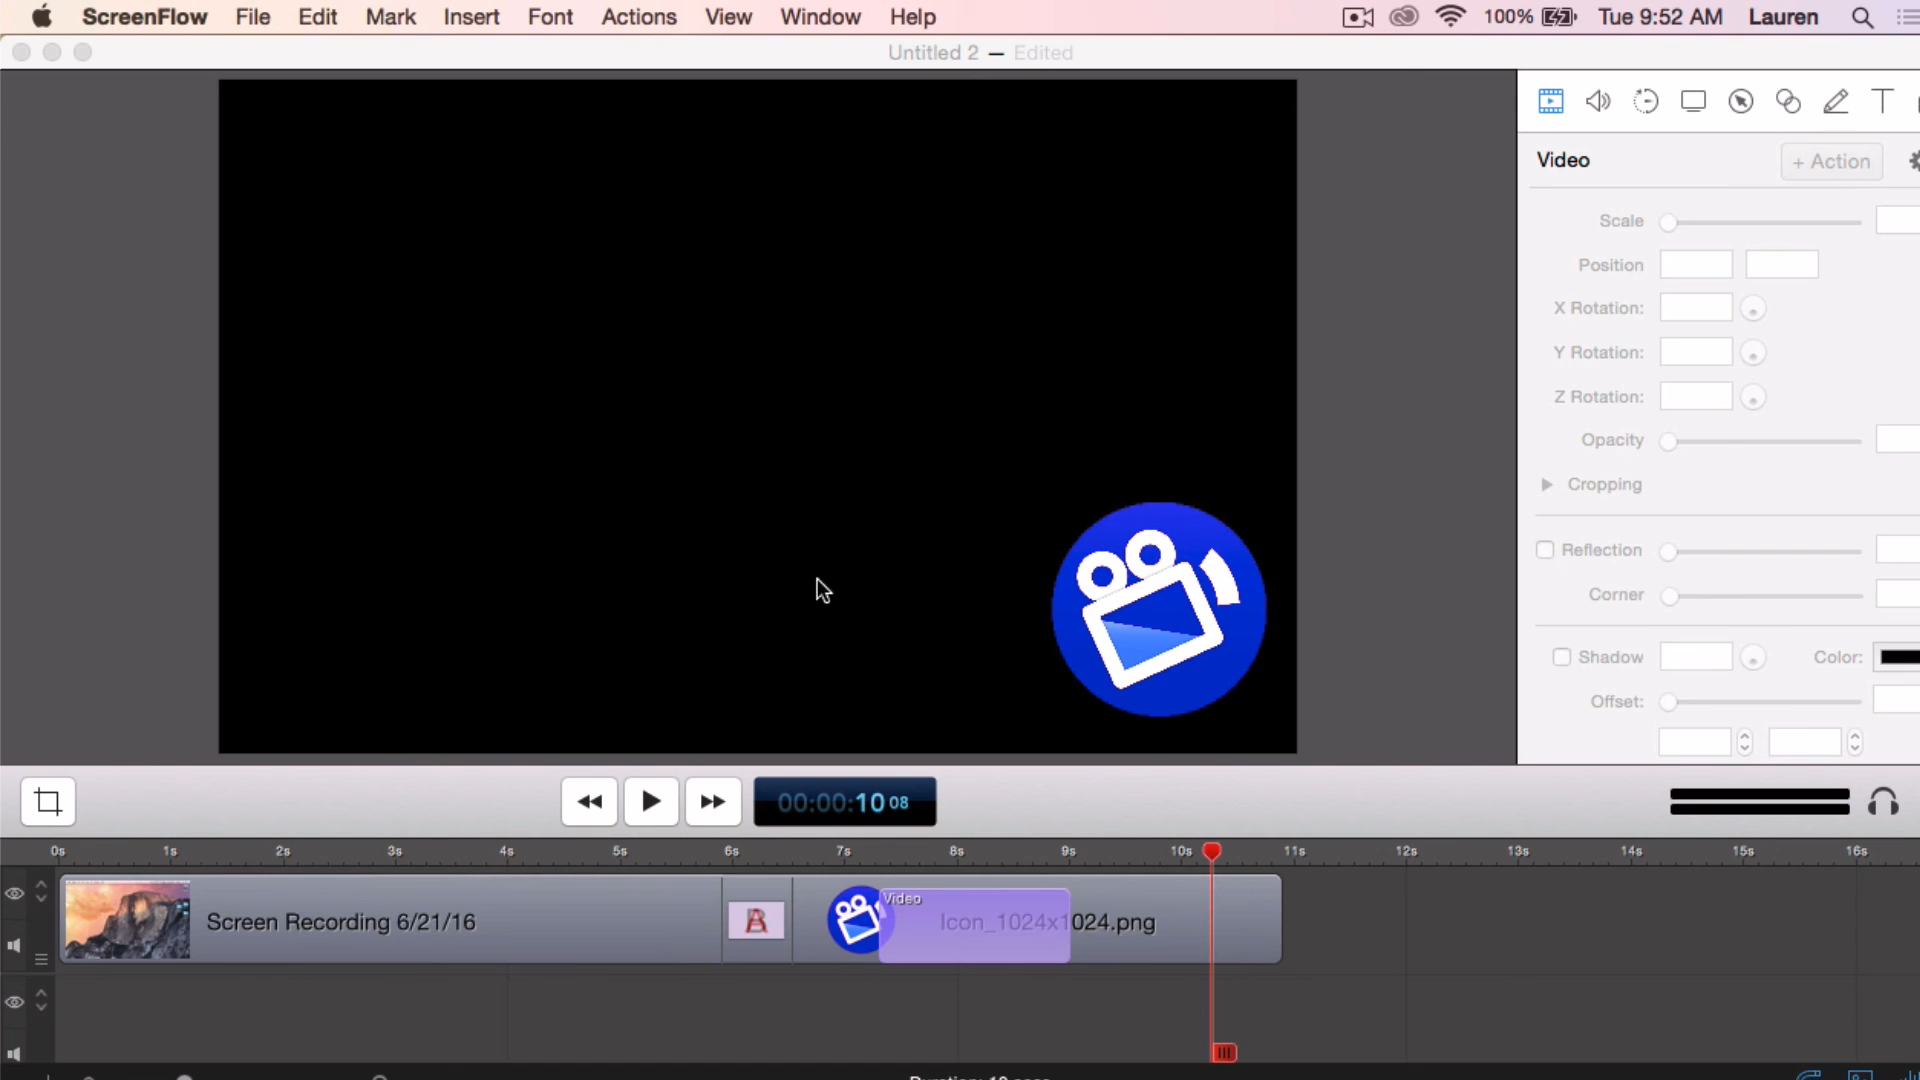 ScreenFlow File Edit Mark Insert Font Actions View Window Help 100% Tue 9:52 AM Lauren
Untitled 2 — Edited
Video + Action
Scale
Position
X Rotation:
Y Rotation:
Z Rotation:
Opacity
Cropping
Reflection
Corner
Shadow Color:
Offset:
00:00:10 08
0s 1s 2s 3s 4s 5s 6s 7s 8s 9s 10s 11s 12s 13s 14s 15s 16s
Video
Screen Recording 6/21/16 A Icon_1024x1024.png